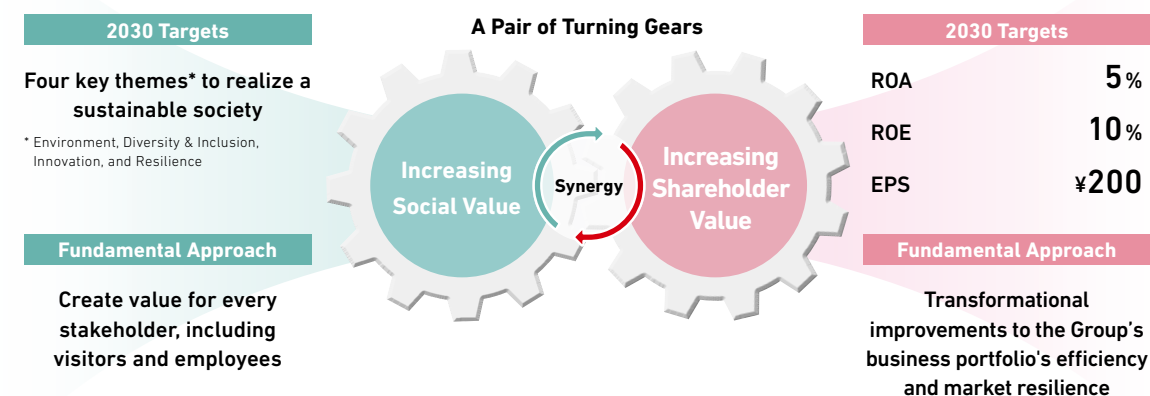 A Pair of Turning Gears
2030 Targets
Four key themes* to realize a
sustainable society
* Environment, Diversity & Inclusion,
Innovation, and Resilience
Fundamental Approach
Create value for every
stakeholder, including
visitors and employees
Increasing
Social Value
Synergy
Increasing
Shareholder
Value
2030 Targets
ROA 5%
ROE 10%
EPS ¥200
Fundamental Approach
Transformational
improvements to the Group's
business portfolio's efficiency
and market resilience